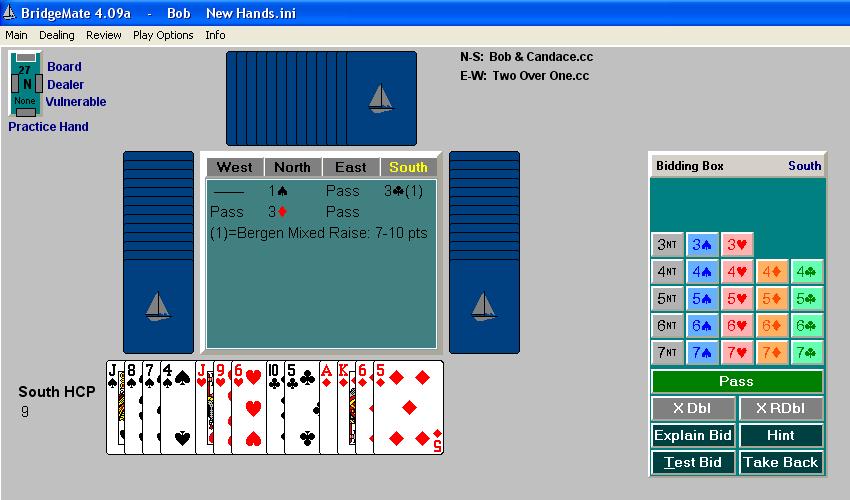 BridgeMate 4.09a - Bob New Hands.ini
Main Dealing Review Play Options Info
27 Board
N Dealer
None Vulnerable
Practice Hand
N-S: Bob & Candace.cc
E-W: Two Over One.cc
West North East South
—— 1♠ Pass 3♣(1)
Pass 3♦ Pass
(1)=Bergen Mixed Raise: 7-10 pts
Bidding Box South
3NT 3♠ 3♥
4NT 4♠ 4♥ 4♦ 4♣
5NT 5♠ 5♥ 5♦ 5♣
6NT 6♠ 6♥ 6♦ 6♣
7NT 7♠ 7♥ 7♦ 7♣
Pass
X Dbl X RDbl
Explain Bid Hint
Test Bid Take Back
South HCP
9
J♠ 8♠ 7♠ 4♠ J♥ 9♥ 6♥ 10♣ 5♣ A♦ K♦ 6♦ 5♦
5